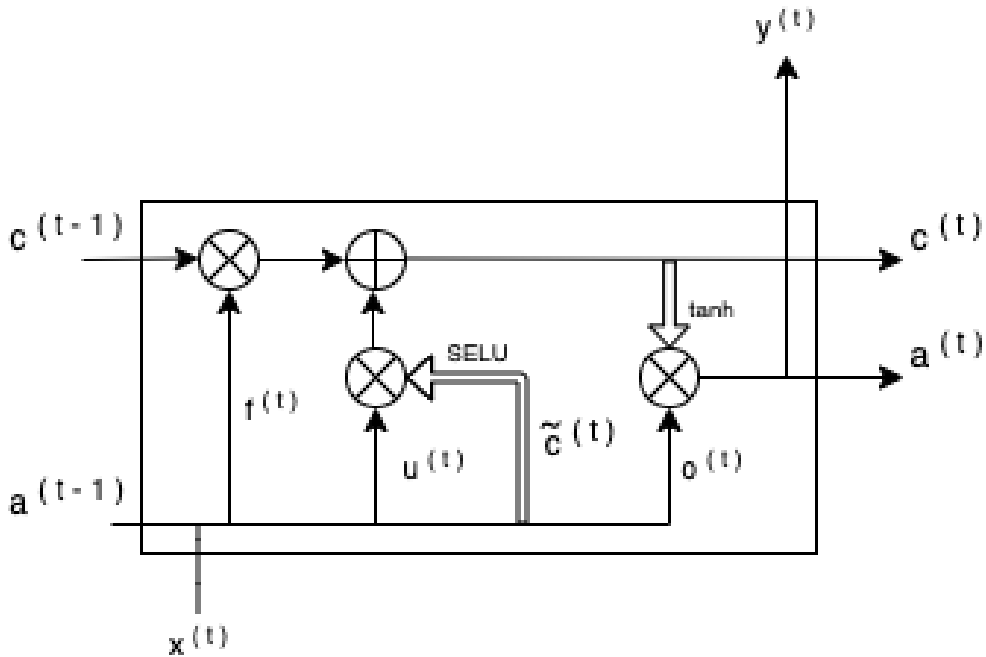 y^(t)
c^(t-1)
c^(t)
tanh
SELU
a^(t)
f^(t)
c̃^(t)
u^(t)
o^(t)
a^(t-1)
x^(t)